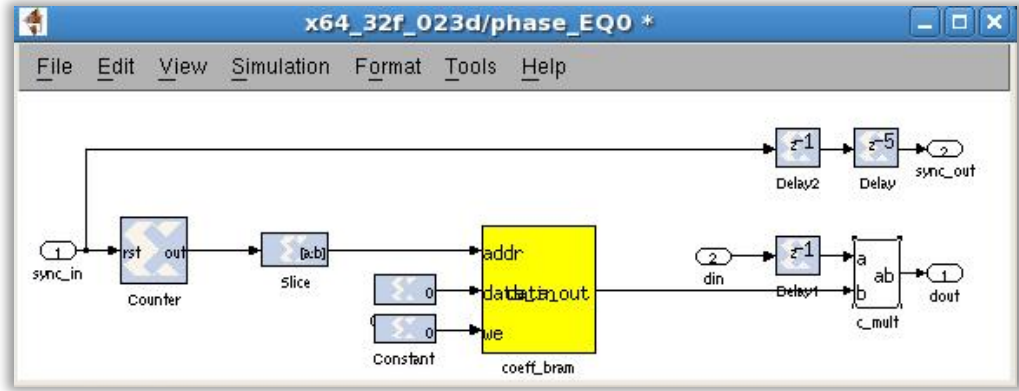 x64_32f_023d/phase_EQ0 *
File Edit View Simulation Format Tools Help
z-1
z-5
2
sync_out
Delay2
Delay
1
sync_in
rst out
Counter
[a:b]
Slice
0
0
Constant
addr
data_out
we
coeff_bram
2
din
z-1
Delay1
a
b
ab
c_mult
1
dout